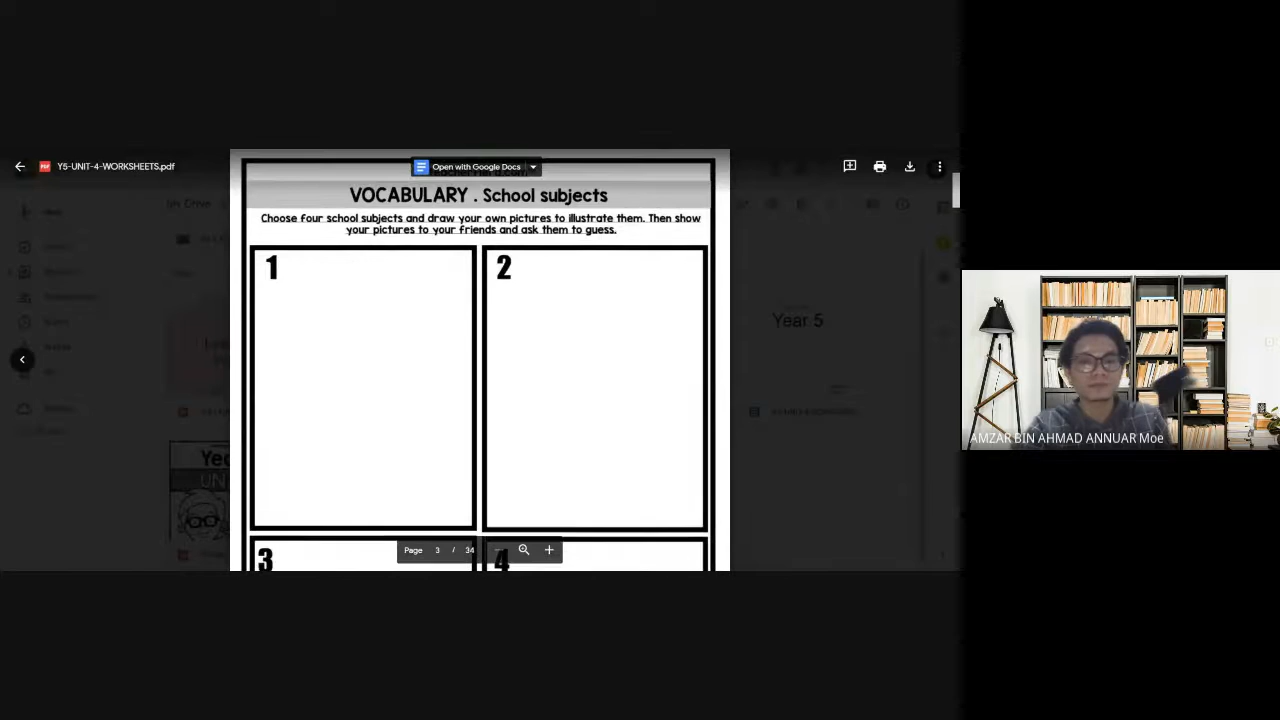 Y5-UNIT-4-WORKSHEETS.pdf
Open with Google Docs
VOCABULARY . School subjects
Choose four school subjects and draw your own pictures to illustrate them. Then show
your pictures to your friends and ask them to guess.
1
2
3
4
Page 3 / 34
Year 5
UN
AMZAR BIN AHMAD ANNUAR Moe